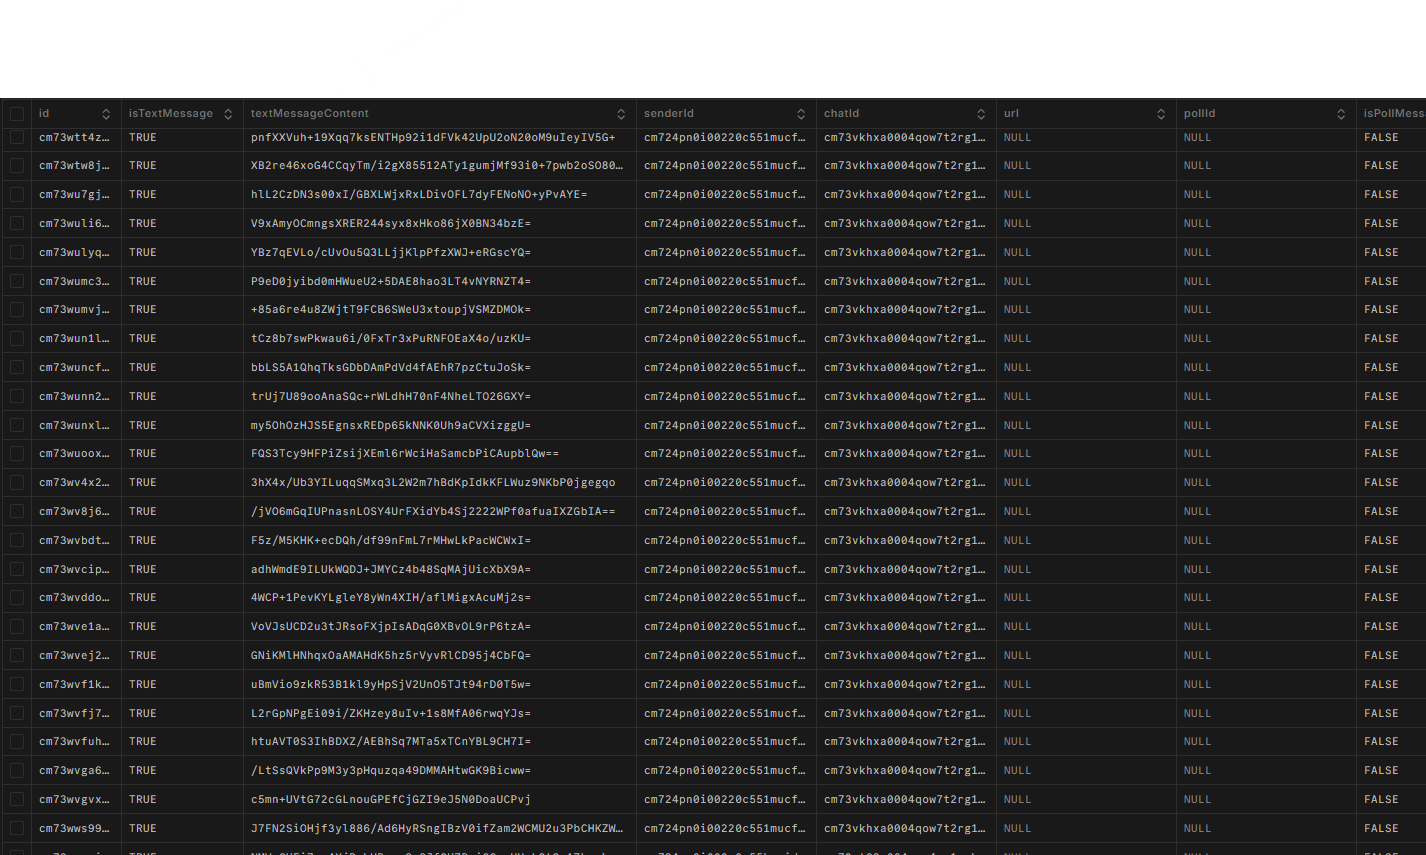 id isTextMessage textMessageContent senderId chatId url pollId isPollMess
cm73wtt4z… TRUE pnfXXVuh+19Xqq7ksENTHp92i1dFVk42UpU2oN20oM9uIeyIV5G+ cm724pn0i00220c551mucf… cm73vkhxa0004qow7t2rg1… NULL NULL FALSE
cm73wtw8j… TRUE XB2re46xoG4CCqyTm/i2gX85512ATy1gumjMf93i0+7pwb2oSO80… cm724pn0i00220c551mucf… cm73vkhxa0004qow7t2rg1… NULL NULL FALSE
cm73wu7gj… TRUE hlL2CzDN3s00xI/GBXLWjxRxLDivOFL7dyFENoNO+yPvAYE= cm724pn0i00220c551mucf… cm73vkhxa0004qow7t2rg1… NULL NULL FALSE
cm73wuli6… TRUE V9xAmyOCmngsXRER244syx8xHko86jX0BN34bzE= cm724pn0i00220c551mucf… cm73vkhxa0004qow7t2rg1… NULL NULL FALSE
cm73wulyq… TRUE YBz7qEVLo/cUvOu5Q3LLjjKlpPfzXWJ+eRGscYQ= cm724pn0i00220c551mucf… cm73vkhxa0004qow7t2rg1… NULL NULL FALSE
cm73wumc3… TRUE P9eD0jyibd0mHWueU2+5DAE8hao3LT4vNYRNZT4= cm724pn0i00220c551mucf… cm73vkhxa0004qow7t2rg1… NULL NULL FALSE
cm73wumvj… TRUE +85a6re4u8ZWjtT9FCB6SWeU3xtoupjVSMZDMOk= cm724pn0i00220c551mucf… cm73vkhxa0004qow7t2rg1… NULL NULL FALSE
cm73wun1l… TRUE tCz8b7swPkwau6i/0FxTr3xPuRNFOEaX4o/uzKU= cm724pn0i00220c551mucf… cm73vkhxa0004qow7t2rg1… NULL NULL FALSE
cm73wuncf… TRUE bbLS5A1QhqTksGDbDAmPdVd4fAEhR7pzCtuJoSk= cm724pn0i00220c551mucf… cm73vkhxa0004qow7t2rg1… NULL NULL FALSE
cm73wunn2… TRUE trUj7U89ooAnaSQc+rWLdhH70nF4NheLTO26GXY= cm724pn0i00220c551mucf… cm73vkhxa0004qow7t2rg1… NULL NULL FALSE
cm73wunxl… TRUE my5OhOzHJS5EgnsxREDp65kNNK0Uh9aCVXizggU= cm724pn0i00220c551mucf… cm73vkhxa0004qow7t2rg1… NULL NULL FALSE
cm73wuoox… TRUE FQS3Tcy9HFPiZsijXEml6rWciHaSamcbPiCAupblQw== cm724pn0i00220c551mucf… cm73vkhxa0004qow7t2rg1… NULL NULL FALSE
cm73wv4x2… TRUE 3hX4x/Ub3YILuqqSMxq3L2W2m7hBdKpIdkKFLWuz9NKbP0jgegqo cm724pn0i00220c551mucf… cm73vkhxa0004qow7t2rg1… NULL NULL FALSE
cm73wv8j6… TRUE /jVO6mGqIUPnasnLOSY4UrFXidYb4Sj2222WPf0afuaIXZGbIA== cm724pn0i00220c551mucf… cm73vkhxa0004qow7t2rg1… NULL NULL FALSE
cm73wvbdt… TRUE F5z/M5KHK+ecDQh/df99nFmL7rMHwLkPacWCWxI= cm724pn0i00220c551mucf… cm73vkhxa0004qow7t2rg1… NULL NULL FALSE
cm73wvcip… TRUE adhWmdE9ILUkWQDJ+JMYCz4b48SqMAjUicXbX9A= cm724pn0i00220c551mucf… cm73vkhxa0004qow7t2rg1… NULL NULL FALSE
cm73wvddo… TRUE 4WCP+1PevKYLgleY8yWn4XIH/aflMigxAcuMj2s= cm724pn0i00220c551mucf… cm73vkhxa0004qow7t2rg1… NULL NULL FALSE
cm73wve1a… TRUE VoVJsUCD2u3tJRsoFXjpIsADqG0XBvOL9rP6tzA= cm724pn0i00220c551mucf… cm73vkhxa0004qow7t2rg1… NULL NULL FALSE
cm73wvej2… TRUE GNiKMlHNhqxOaAMAHdK5hz5rVyvRlCD95j4CbFQ= cm724pn0i00220c551mucf… cm73vkhxa0004qow7t2rg1… NULL NULL FALSE
cm73wvf1k… TRUE uBmVio9zkR53B1kl9yHpSjV2UnO5TJt94rD0T5w= cm724pn0i00220c551mucf… cm73vkhxa0004qow7t2rg1… NULL NULL FALSE
cm73wvfj7… TRUE L2rGpNPgEi09i/ZKHzey8uIv+1s8MfA06rwqYJs= cm724pn0i00220c551mucf… cm73vkhxa0004qow7t2rg1… NULL NULL FALSE
cm73wvfuh… TRUE htuAVT0S3IhBDXZ/AEBhSq7MTa5xTCnYBL9CH7I= cm724pn0i00220c551mucf… cm73vkhxa0004qow7t2rg1… NULL NULL FALSE
cm73wvga6… TRUE /LtSsQVkPp9M3y3pHquzqa49DMMAHtwGK9Bicww= cm724pn0i00220c551mucf… cm73vkhxa0004qow7t2rg1… NULL NULL FALSE
cm73wvgvx… TRUE c5mn+UVtG72cGLnouGPEfCjGZI9eJ5N0DoaUCPvj cm724pn0i00220c551mucf… cm73vkhxa0004qow7t2rg1… NULL NULL FALSE
cm73wws99… TRUE J7FN2SiOHjf3yl886/Ad6HyRSngIBzV0ifZam2WCMU2u3PbCHKZW… cm724pn0i00220c551mucf… cm73vkhxa0004qow7t2rg1… NULL NULL FALSE